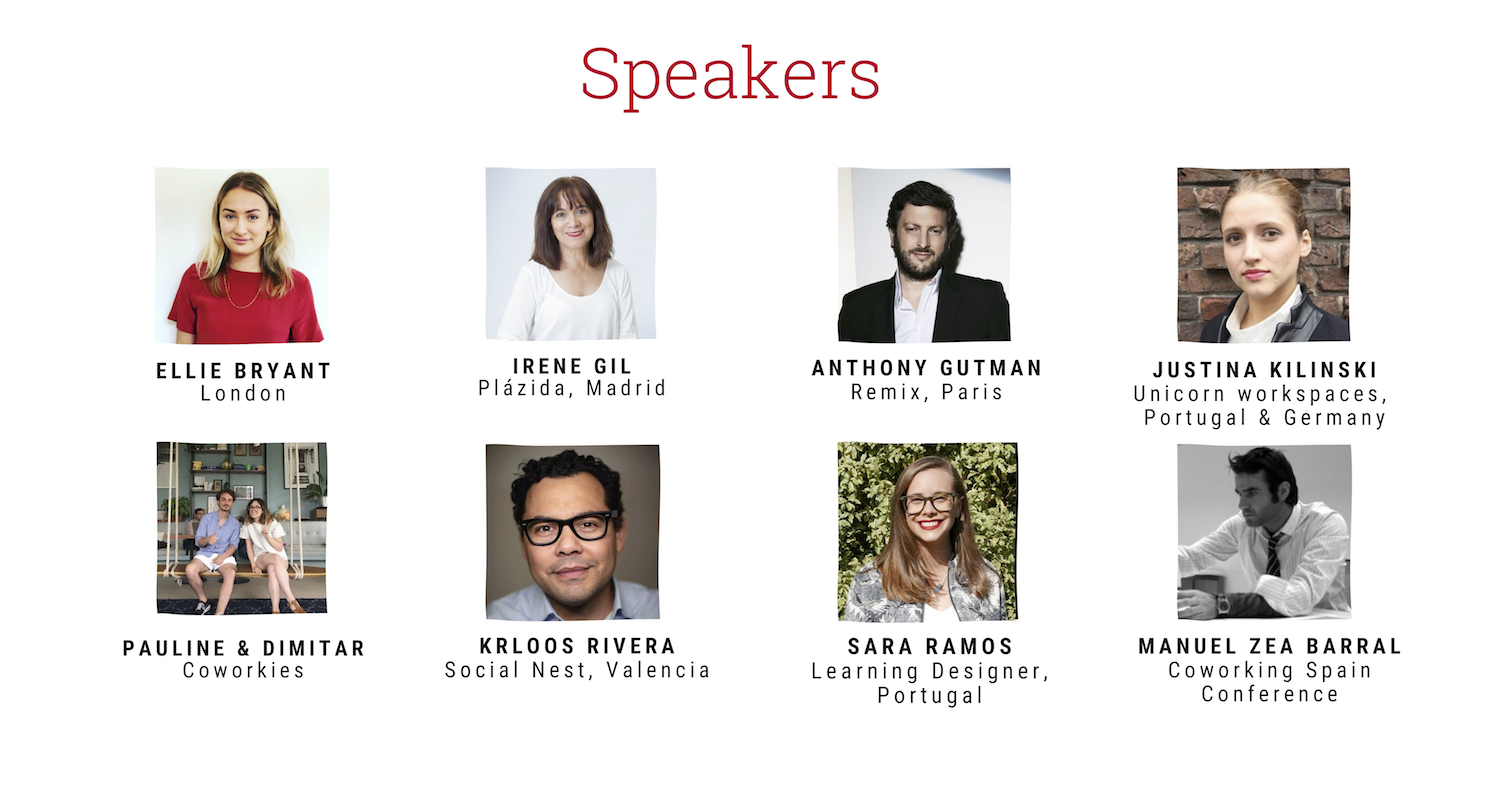 Speakers
ELLIE BRYANT
London
IRENE GIL
Plázida, Madrid
ANTHONY GUTMAN
Remix, Paris
JUSTINA KILINSKI
Unicorn workspaces,
Portugal & Germany
PAULINE & DIMITAR
Coworkies
KRLOOS RIVERA
Social Nest, Valencia
SARA RAMOS
Learning Designer,
Portugal
MANUEL ZEA BARRAL
Coworking Spain
Conference